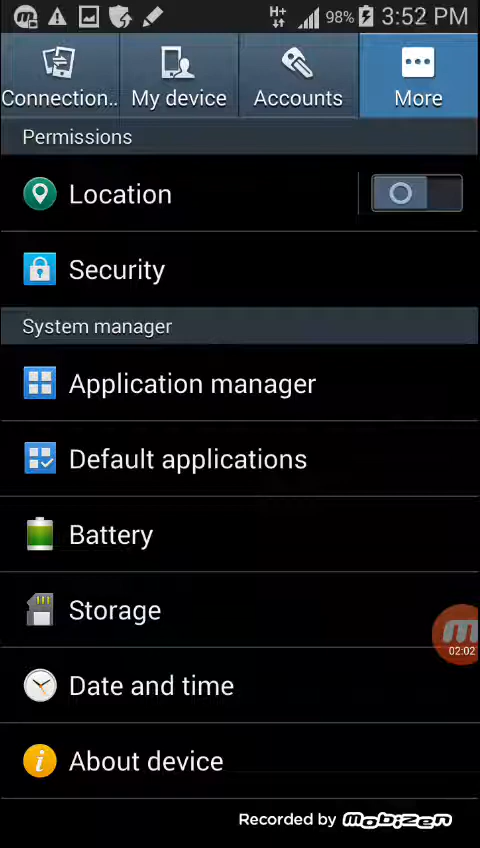 H+ 98% 3:52 PM
Connection.. My device Accounts More
Permissions
Location
Security
System manager
Application manager
Default applications
Battery
Storage
02:02
Date and time
About device
Recorded by Mobizen